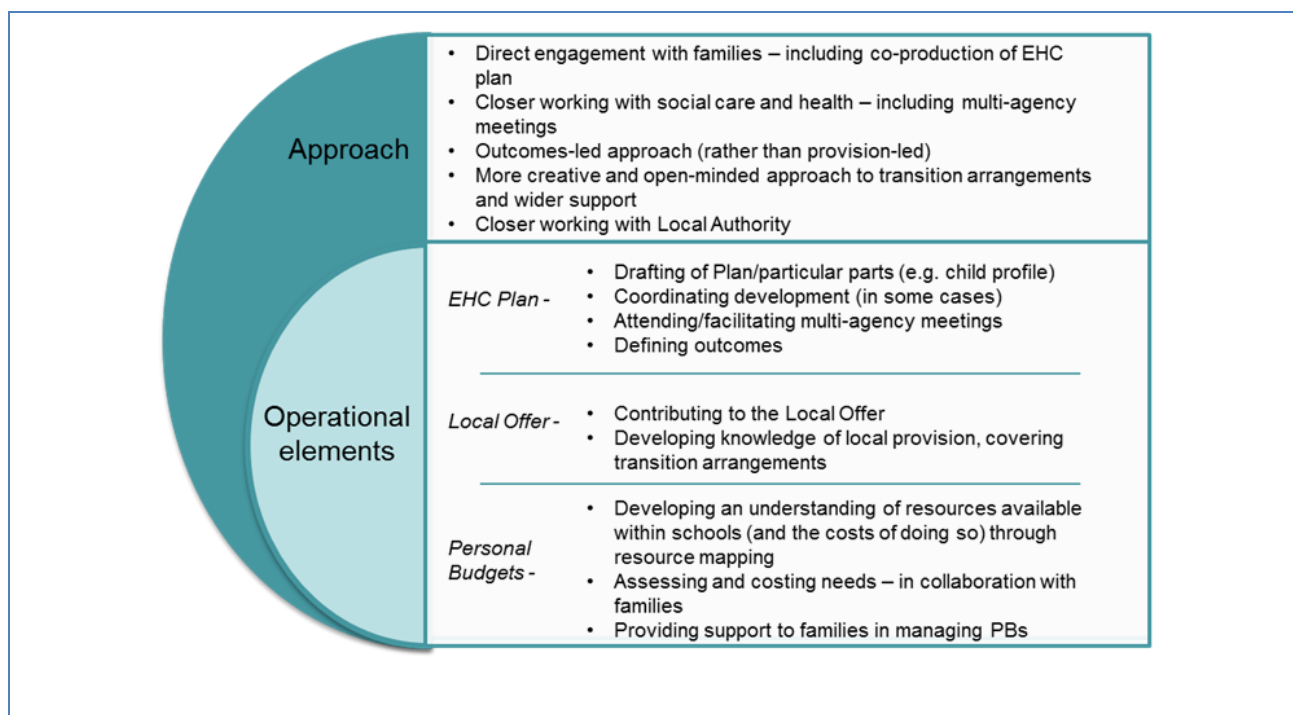 Approach
• Direct engagement with families – including co-production of EHC
plan
• Closer working with social care and health – including multi-agency
meetings
• Outcomes-led approach (rather than provision-led)
• More creative and open-minded approach to transition arrangements
and wider support
• Closer working with Local Authority
Operational
elements
EHC Plan -
• Drafting of Plan/particular parts (e.g. child profile)
• Coordinating development (in some cases)
• Attending/facilitating multi-agency meetings
• Defining outcomes
Local Offer -
• Contributing to the Local Offer
• Developing knowledge of local provision, covering
transition arrangements
Personal
Budgets -
• Developing an understanding of resources available
within schools (and the costs of doing so) through
resource mapping
• Assessing and costing needs – in collaboration with
families
• Providing support to families in managing PBs